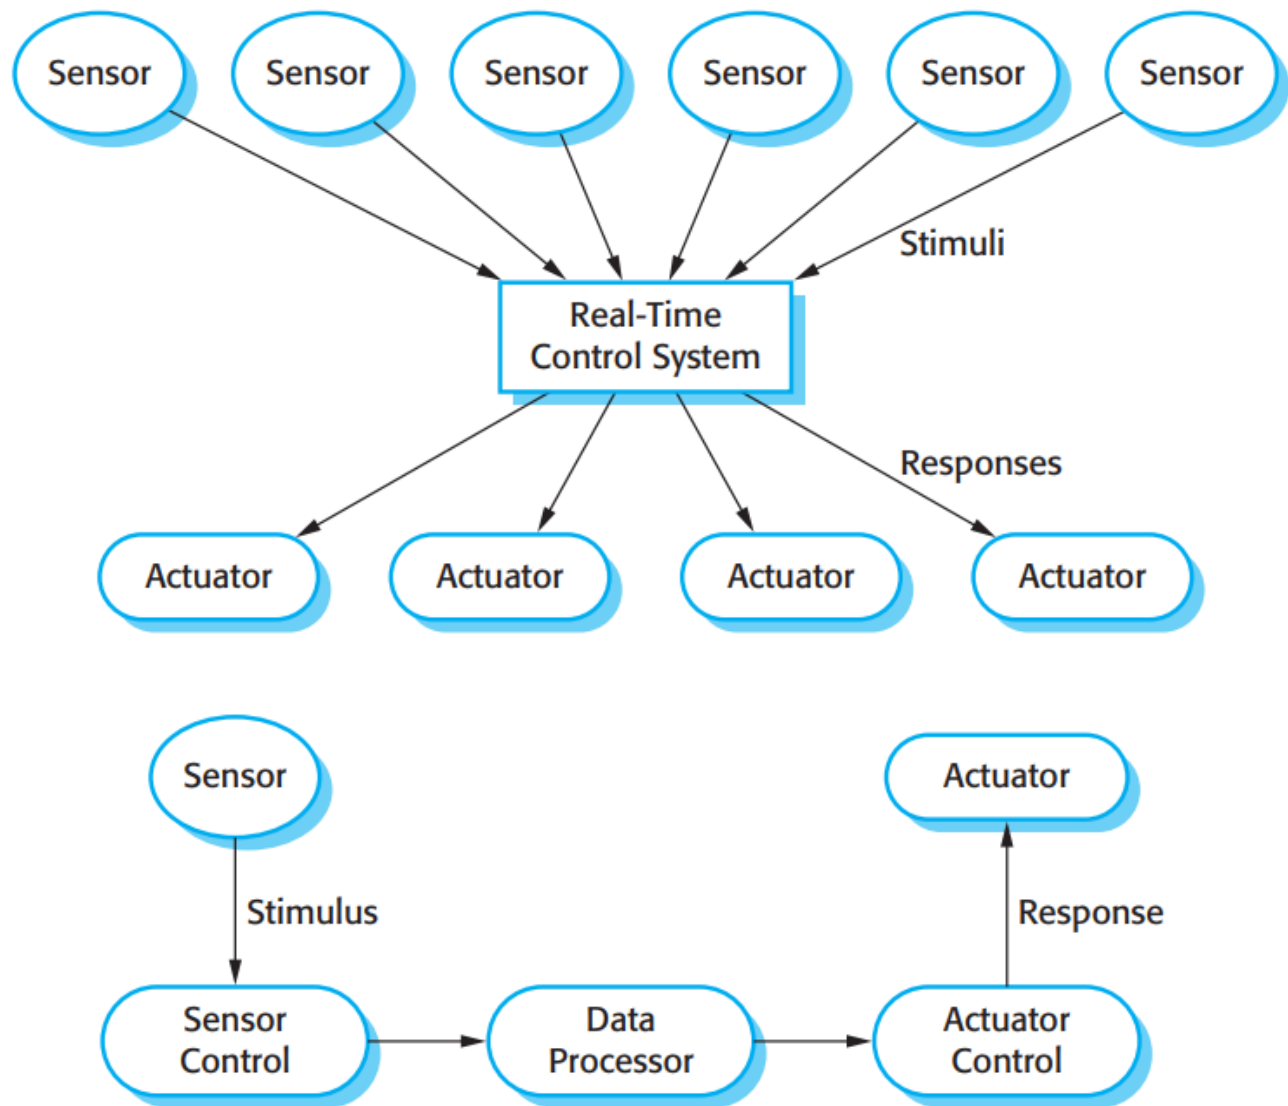 Sensor
Sensor
Sensor
Sensor
Sensor
Sensor
Stimuli
Real-Time
Control System
Responses
Actuator
Actuator
Actuator
Actuator
Sensor
Actuator
Stimulus
Response
Sensor
Control
Data
Processor
Actuator
Control